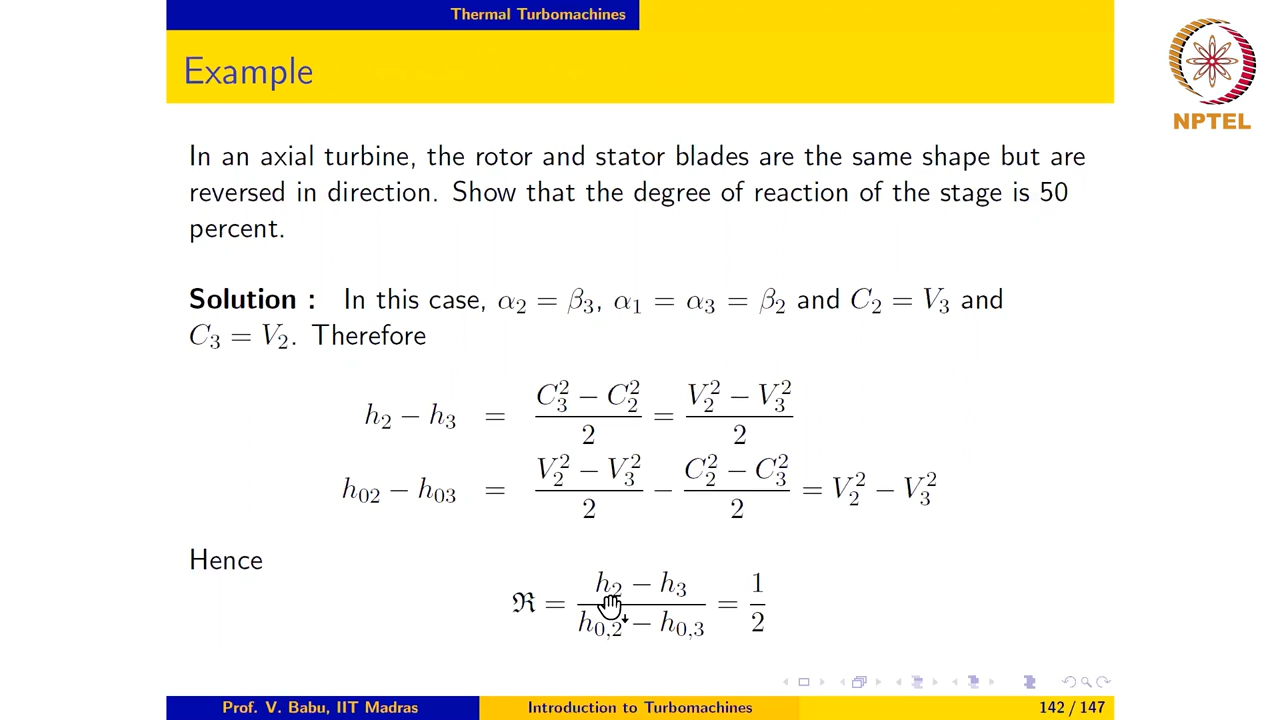 Thermal Turbomachines
Example
NPTEL
In an axial turbine, the rotor and stator blades are the same shape but are
reversed in direction. Show that the degree of reaction of the stage is 50
percent.
Solution : In this case, α₂ = β₃, α₁ = α₃ = β₂ and C₂ = V₃ and
C₃ = V₂. Therefore
h₂ − h₃ = (C₃² − C₂²)/2 = (V₂² − V₃²)/2
h₀₂ − h₀₃ = (V₂² − V₃²)/2 − (C₂² − C₃²)/2 = V₂² − V₃²
Hence
ℜ = (h₂ − h₃)/(h₀,₂ − h₀,₃) = 1/2
Prof. V. Babu, IIT Madras Introduction to Turbomachines 142 / 147